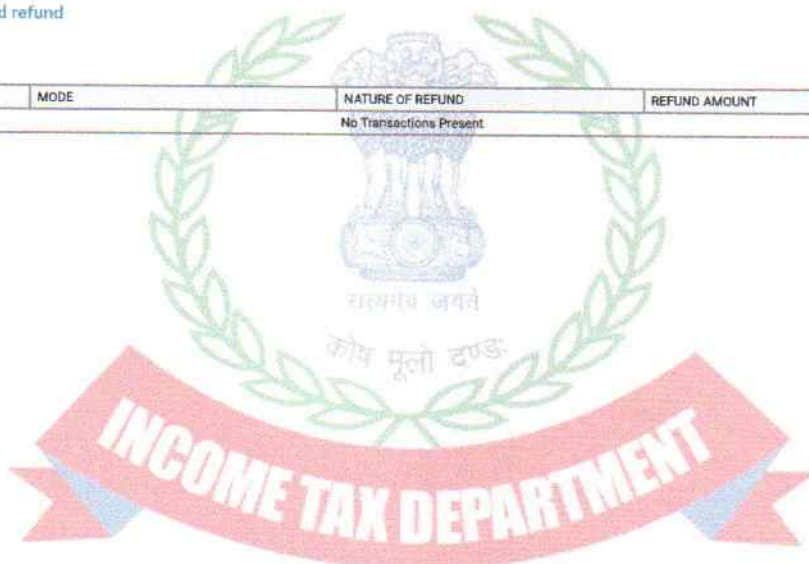 d refund
MODE NATURE OF REFUND REFUND AMOUNT
No Transactions Present
सत्यमेव जयते
कोष मूलो दण्डः
INCOME TAX DEPARTMENT